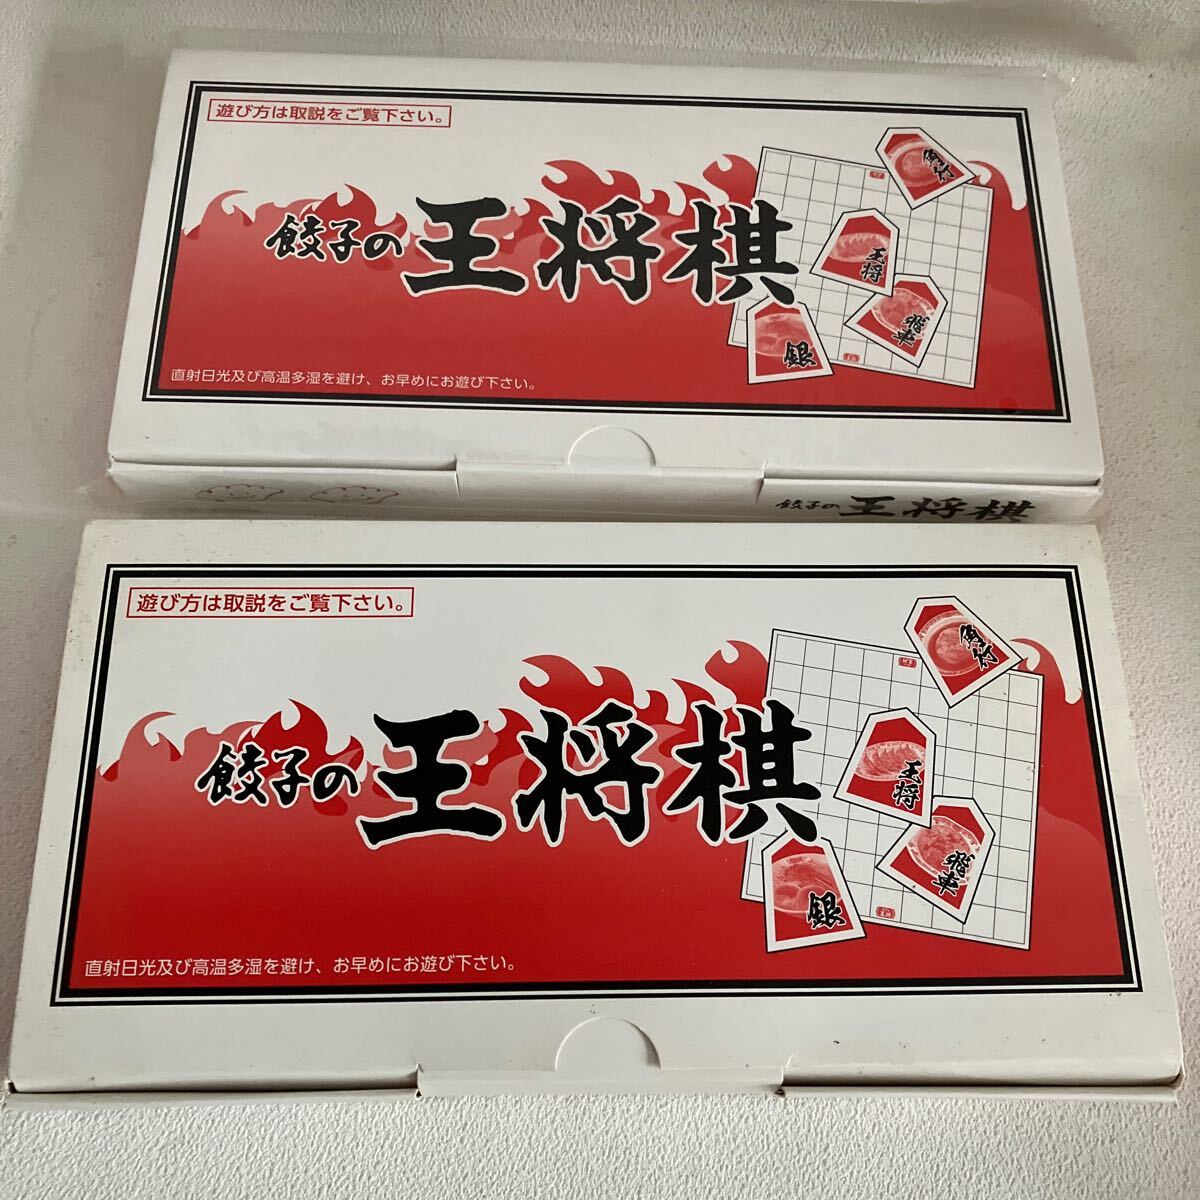 遊び方は取説をご覧下さい。
餃子の王将棋
角行
王将
飛車
銀
直射日光及び高温多湿を避け、お早めにお遊び下さい。
餃子の王将棋
遊び方は取説をご覧下さい。
餃子の王将棋
角行
王将
飛車
銀
直射日光及び高温多湿を避け、お早めにお遊び下さい。